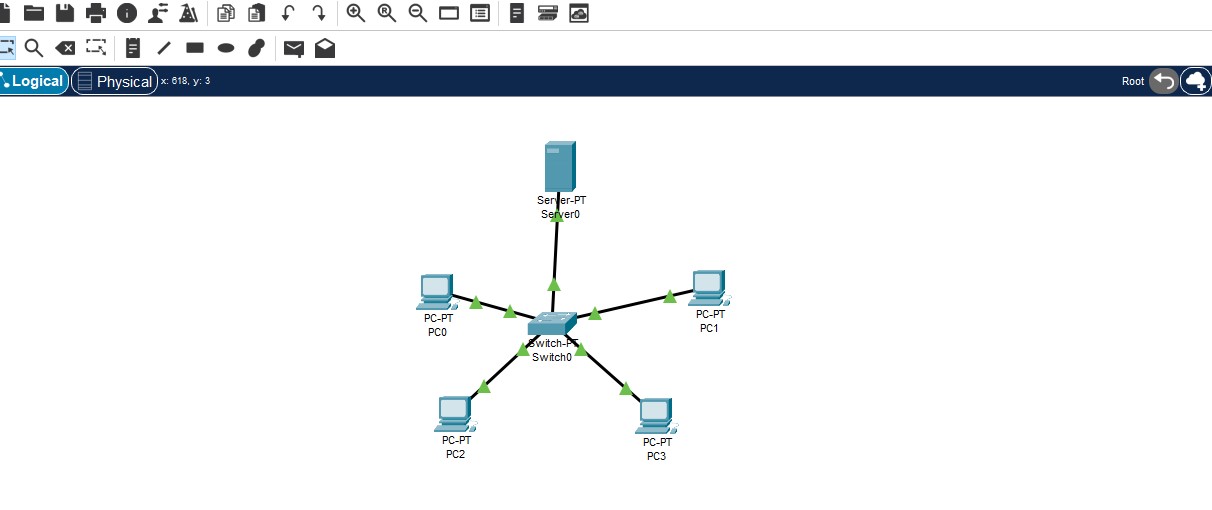 Logical
Physical
x: 618, y: 3
Root
Server-PT
Server0
PC-PT
PC0
PC-PT
PC1
Switch-PT
Switch0
PC-PT
PC2
PC-PT
PC3